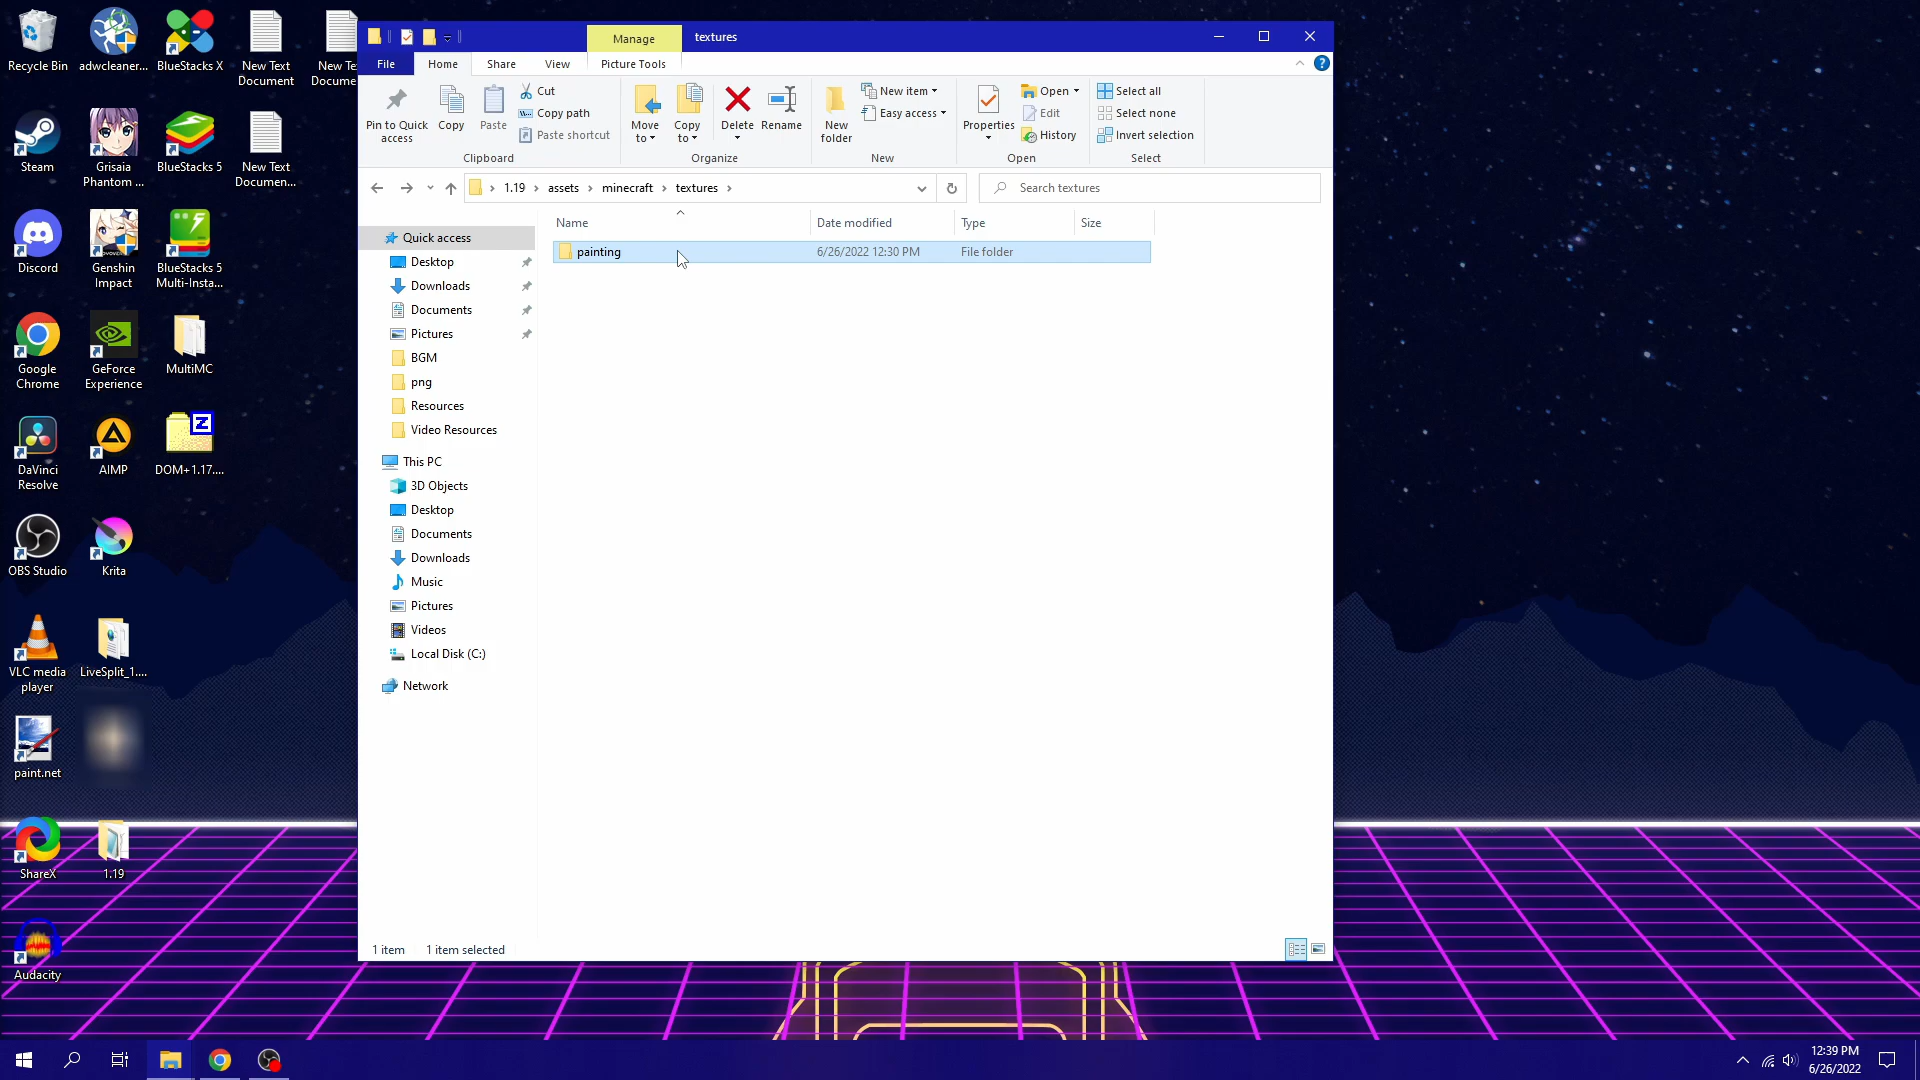 Recycle Bin
adwcleaner...
BlueStacks X
New Text
Document
New Te
Docume
Steam
Grisaia
Phantom ...
BlueStacks 5
New Text
Documen...
Discord
Genshin
Impact
BlueStacks 5
Multi-Insta...
Google
Chrome
GeForce
Experience
MultiMC
DaVinci
Resolve
AIMP
DOM+1.17....
OBS Studio
Krita
VLC media
player
LiveSplit_1....
paint.net
ShareX
1.19
Audacity
Manage
textures
File
Home
Share
View
Picture Tools
Pin to Quick
access
Copy
Paste
Cut
Copy path
Paste shortcut
Clipboard
Move
to
Copy
to
Delete
Rename
Organize
New
folder
New item
Easy access
New
Properties
Open
Edit
History
Open
Select all
Select none
Invert selection
Select
1.19 > assets > minecraft > textures >
Search textures
Name
Date modified
Type
Size
painting
6/26/2022 12:30 PM
File folder
Quick access
Desktop
Downloads
Documents
Pictures
BGM
png
Resources
Video Resources
This PC
3D Objects
Desktop
Documents
Downloads
Music
Pictures
Videos
Local Disk (C:)
Network
1 item
1 item selected
12:39 PM
6/26/2022